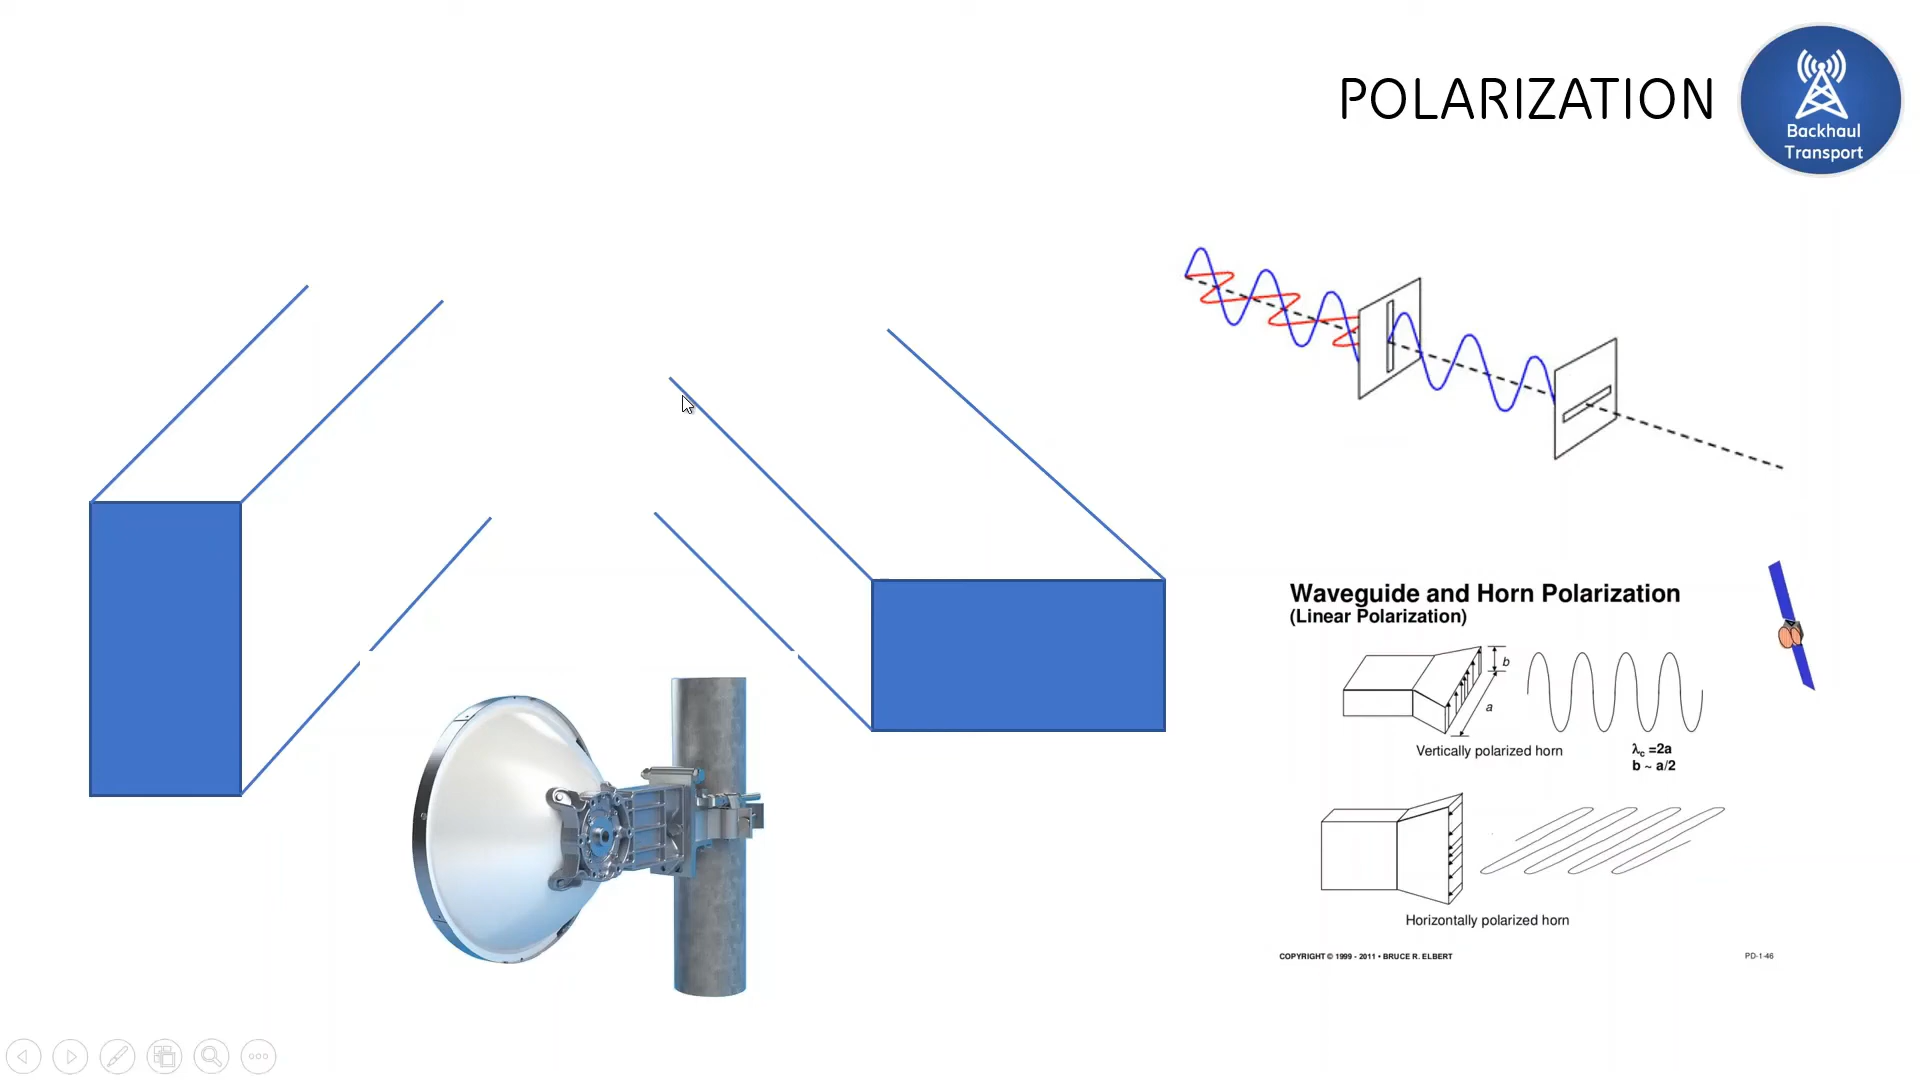 POLARIZATION
Backhaul
Transport
Waveguide and Horn Polarization
(Linear Polarization)
b
a
Vertically polarized horn
λc =2a
b ~ a/2
Horizontally polarized horn
COPYRIGHT © 1999 - 2011 • BRUCE R. ELBERT
PD-1-46